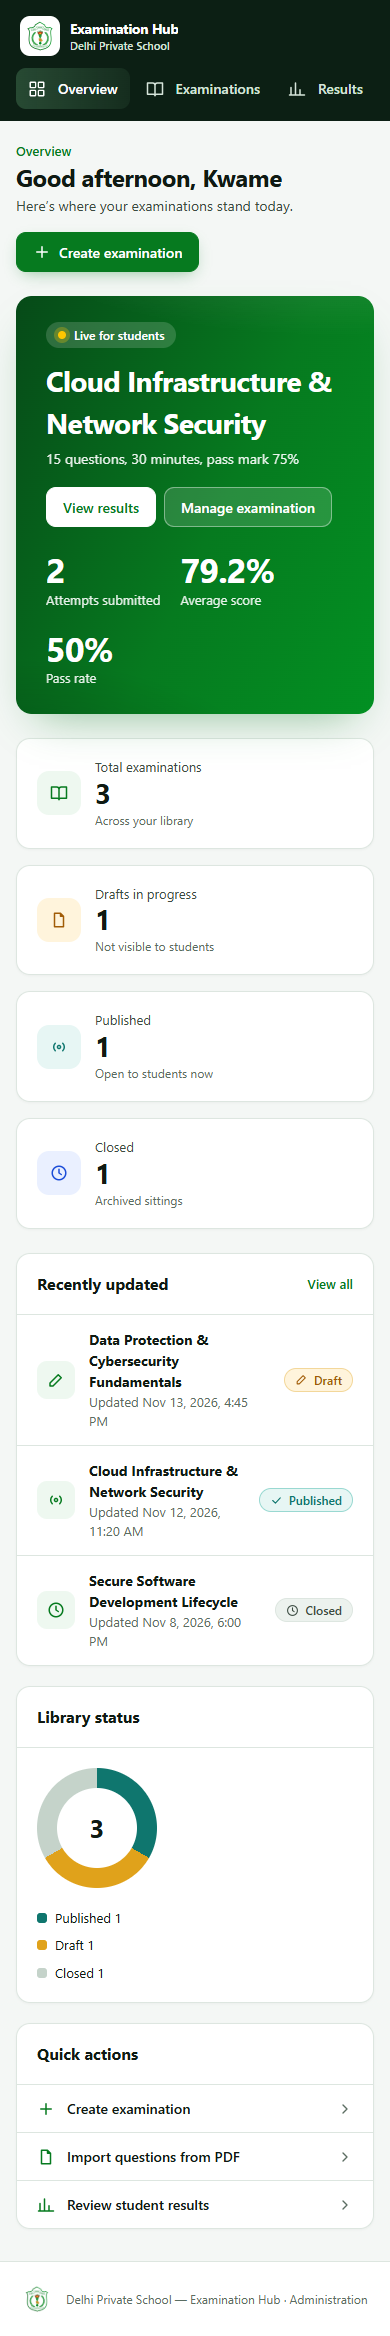 Examination Hub
Delhi Private School
Overview
Examinations
Results
Overview
Good afternoon, Kwame
Here's where your examinations stand today.
Create examination
Live for students
Cloud Infrastructure &
Network Security
15 questions, 30 minutes, pass mark 75%
View results
Manage examination
2
Attempts submitted
79.2%
Average score
50%
Pass rate
Total examinations
3
Across your library
Drafts in progress
1
Not visible to students
Published
1
Open to students now
Closed
1
Archived sittings
Recently updated
View all
Data Protection &
Cybersecurity
Fundamentals
Updated Nov 13, 2026, 4:45
PM
Draft
Cloud Infrastructure &
Network Security
Updated Nov 12, 2026,
11:20 AM
Published
Secure Software
Development Lifecycle
Updated Nov 8, 2026, 6:00
PM
Closed
Library status
3
Published 1
Draft 1
Closed 1
Quick actions
Create examination
Import questions from PDF
Review student results
Delhi Private School — Examination Hub · Administration